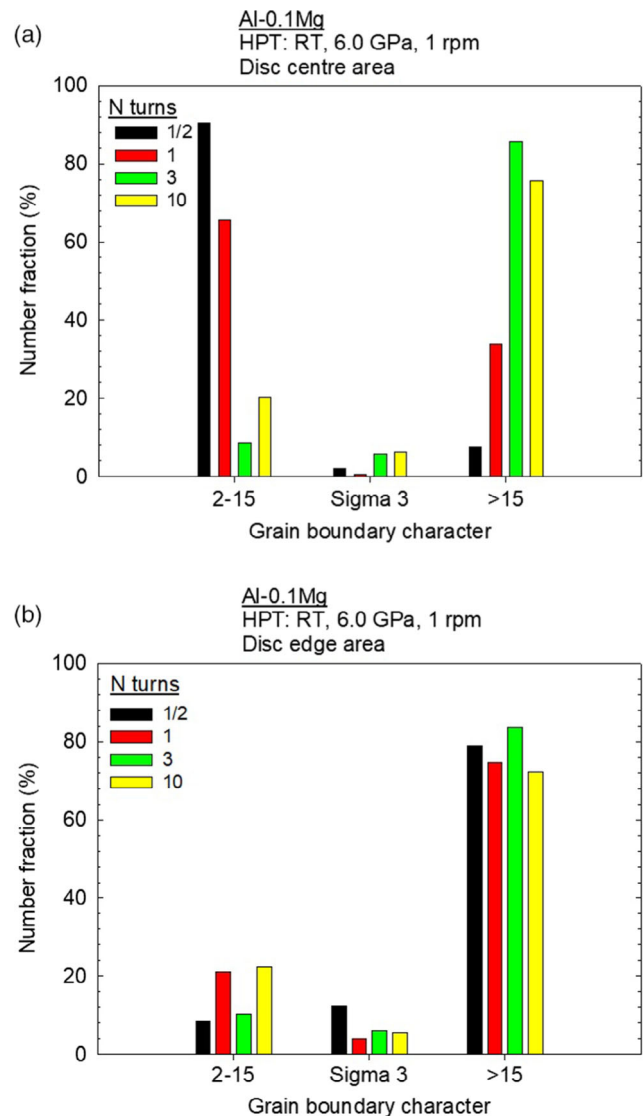 (a)
Al-0.1Mg
HPT: RT, 6.0 GPa, 1 rpm
Disc centre area
100
80
60
40
20
0
Number fraction (%)
N turns
1/2
1
3
10
2-15
Sigma 3
>15
Grain boundary character
(b)
Al-0.1Mg
HPT: RT, 6.0 GPa, 1 rpm
Disc edge area
100
80
60
40
20
0
Number fraction (%)
N turns
1/2
1
3
10
2-15
Sigma 3
>15
Grain boundary character